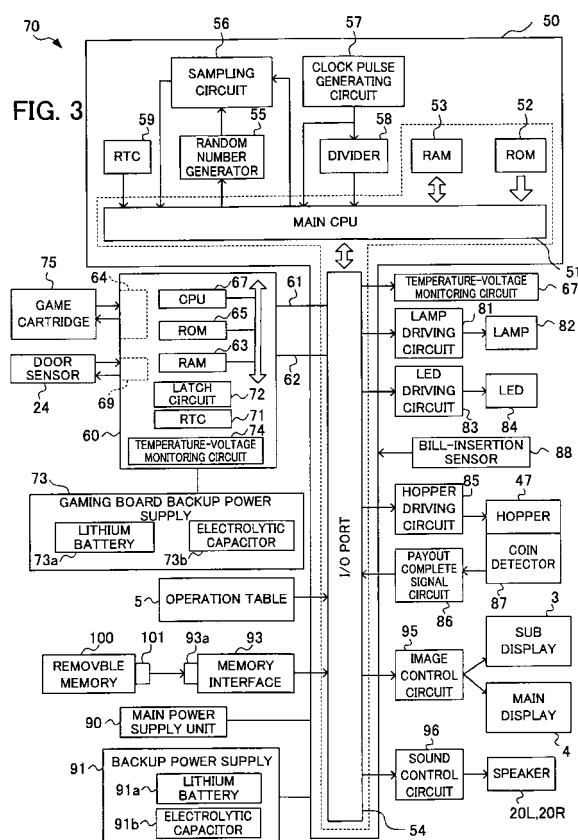 70
56
57
50
SAMPLING
CIRCUIT
CLOCK PULSE
GENERATING
CIRCUIT
FIG. 3
59
55
58
53
52
RTC
RANDOM
NUMBER
GENERATOR
DIVIDER
RAM
ROM
MAIN CPU
51
75
64
67
61
GAME
CARTRIDGE
CPU
65
ROM
63
RAM
62
DOOR
SENSOR
24
69
LATCH
CIRCUIT
72
RTC
71
74
60
TEMPERATURE-VOLTAGE
MONITORING CIRCUIT
TEMPERATURE-VOLTAGE
MONITORING CIRCUIT
67
81
LAMP
DRIVING
CIRCUIT
LAMP
82
LED
DRIVING
CIRCUIT
LED
83
84
BILL-INSERTION
SENSOR
88
73
GAMING BOARD BACKUP POWER
SUPPLY
LITHIUM
BATTERY
ELECTROLYTIC
CAPACITOR
73a
73b
85
47
HOPPER
DRIVING
CIRCUIT
HOPPER
I/O PORT
PAYOUT
COMPLETE
SIGNAL
CIRCUIT
COIN
DETECTOR
86
87
5
OPERATION TABLE
100
101
93a
93
REMOVBLE
MEMORY
MEMORY
INTERFACE
95
3
IMAGE
CONTROL
CIRCUIT
SUB
DISPLAY
MAIN
DISPLAY
4
90
MAIN POWER
SUPPLY UNIT
91
BACKUP POWER SUPPLY
91a
LITHIUM
BATTERY
91b
ELECTROLYTIC
CAPACITOR
96
SOUND
CONTROL
CIRCUIT
SPEAKER
20L,20R
54